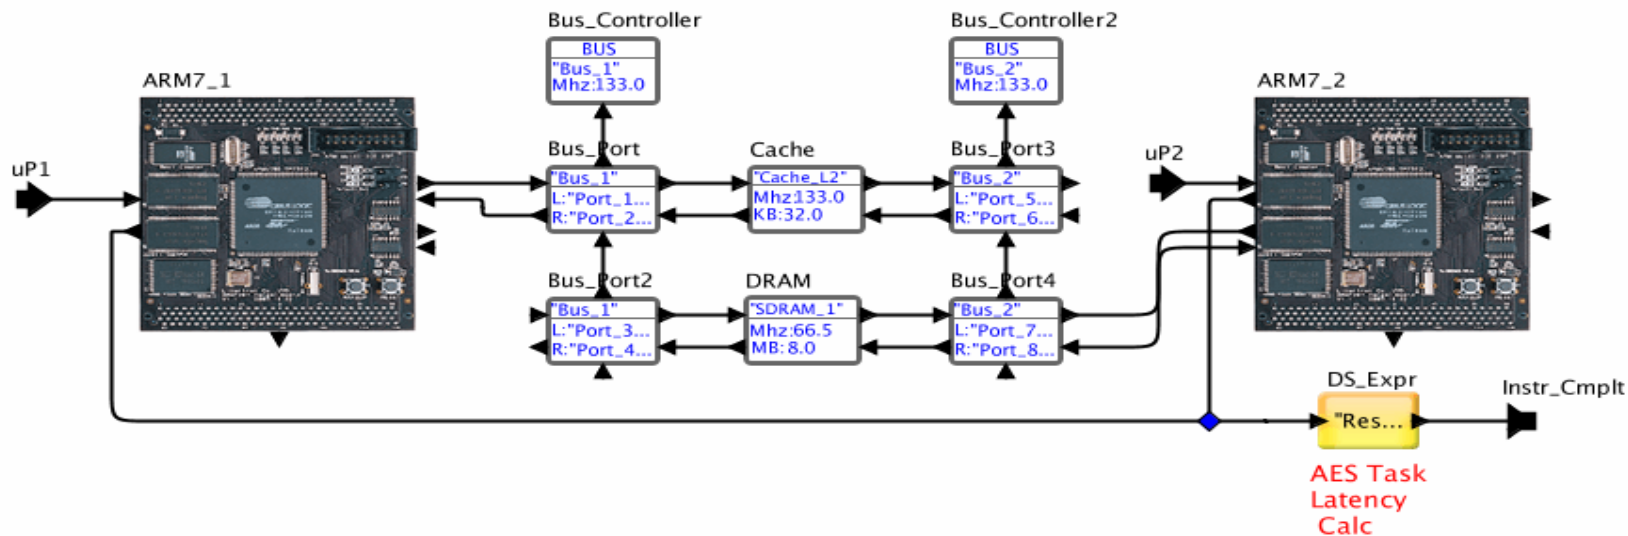 Bus_Controller
Bus_Controller2
BUS
"Bus_1"
Mhz:133.0
BUS
"Bus_2"
Mhz:133.0
ARM7_1
ARM7_2
uP1
Bus_Port
"Bus_1"
L:"Port_1...
R:"Port_2...
Cache
"Cache_L2"
Mhz:133.0
KB:32.0
Bus_Port3
"Bus_2"
L:"Port_5...
R:"Port_6...
uP2
Bus_Port2
"Bus_1"
L:"Port_3...
R:"Port_4...
DRAM
"SDRAM_1"
Mhz:66.5
MB:8.0
Bus_Port4
"Bus_2"
L:"Port_7...
R:"Port_8...
DS_Expr
"Res...
Instr_Cmplt
AES Task
Latency
Calc